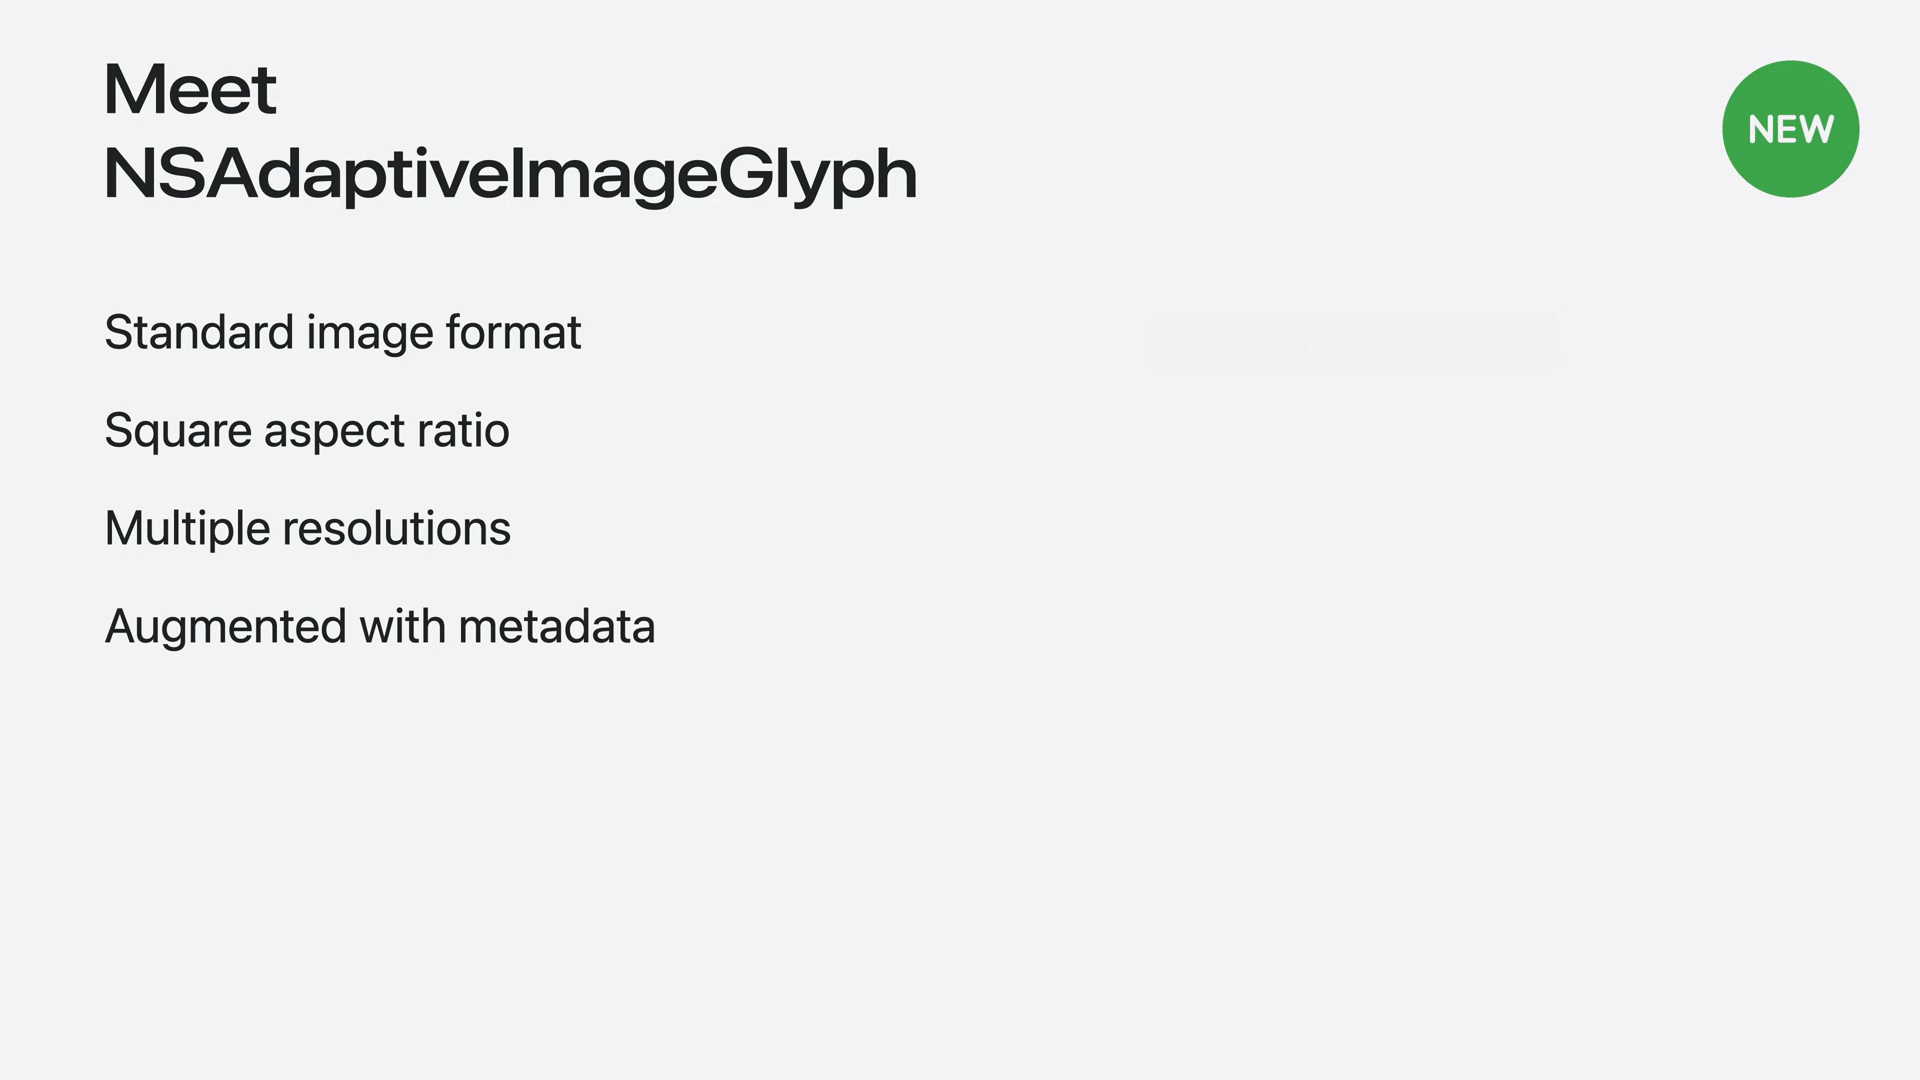 Meet
NSAdaptiveImageGlyph
NEW
Standard image format
Square aspect ratio
Multiple resolutions
Augmented with metadata